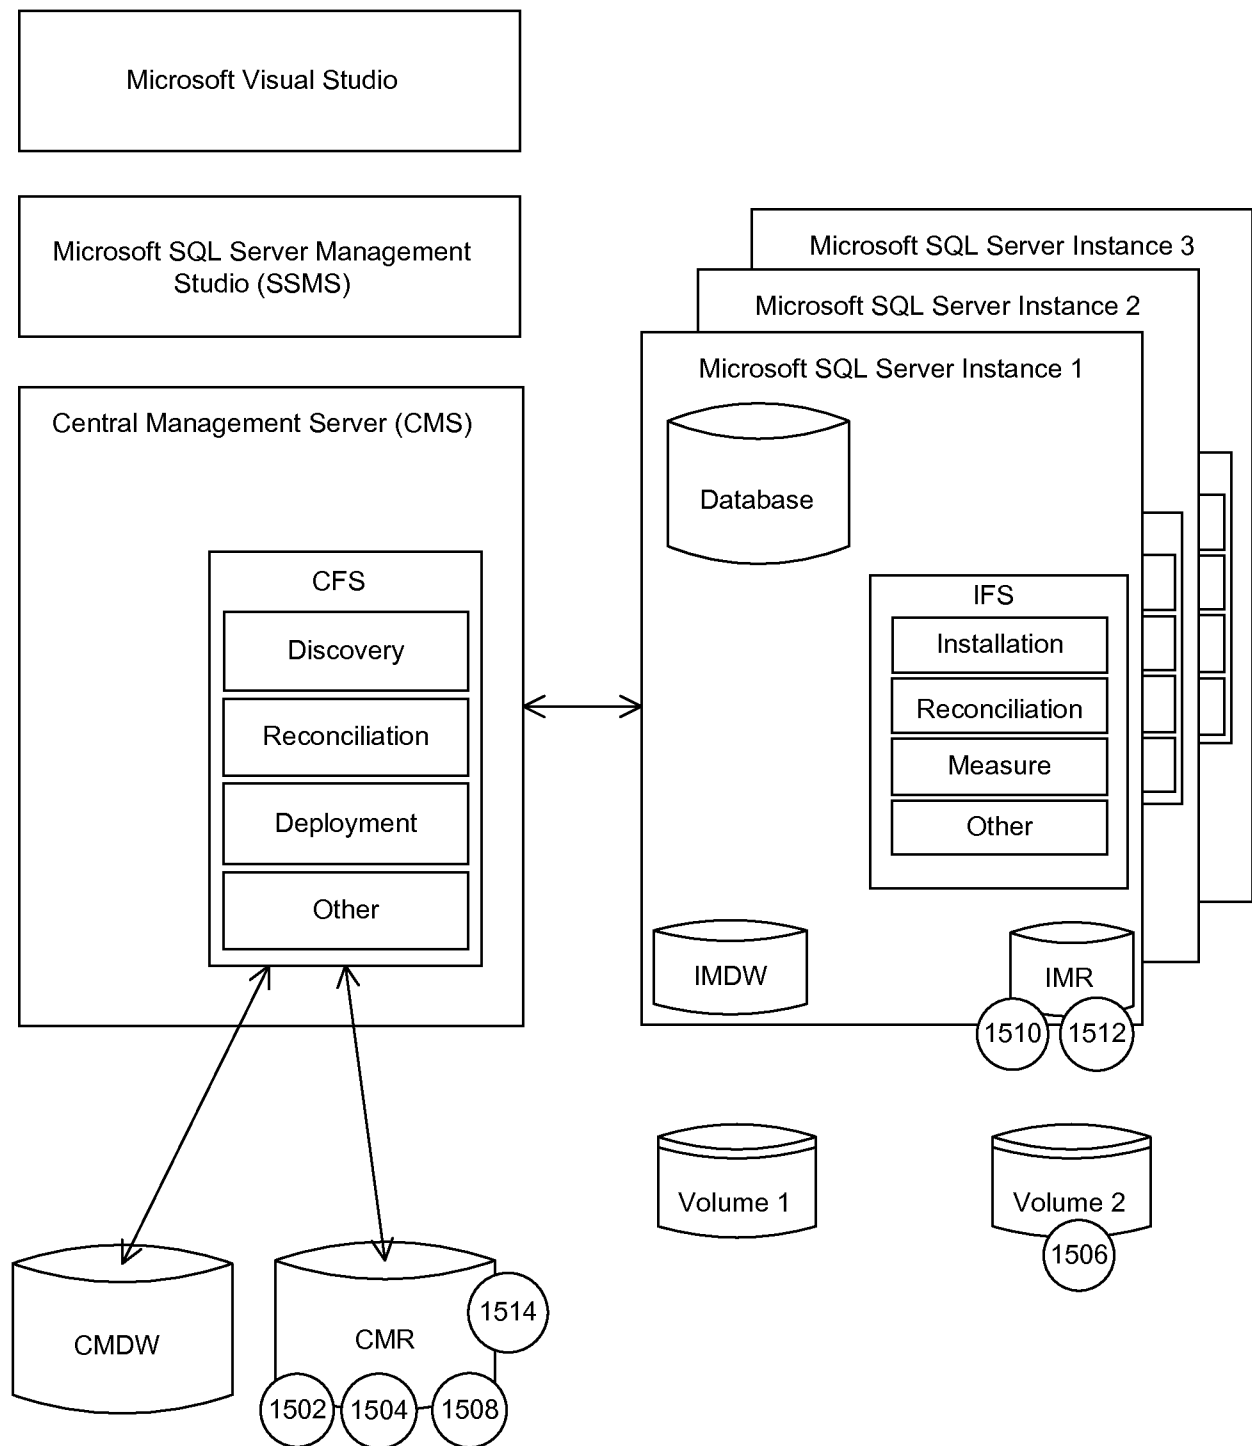 Microsoft Visual Studio
Microsoft SQL Server Management
Studio (SSMS)
Central Management Server (CMS)
CFS
Discovery
Reconciliation
Deployment
Other
Microsoft SQL Server Instance 3
Microsoft SQL Server Instance 2
Microsoft SQL Server Instance 1
Database
IFS
Installation
Reconciliation
Measure
Other
IMDW
IMR
1510
1512
Volume 1
Volume 2
1506
CMDW
CMR
1514
1502
1504
1508